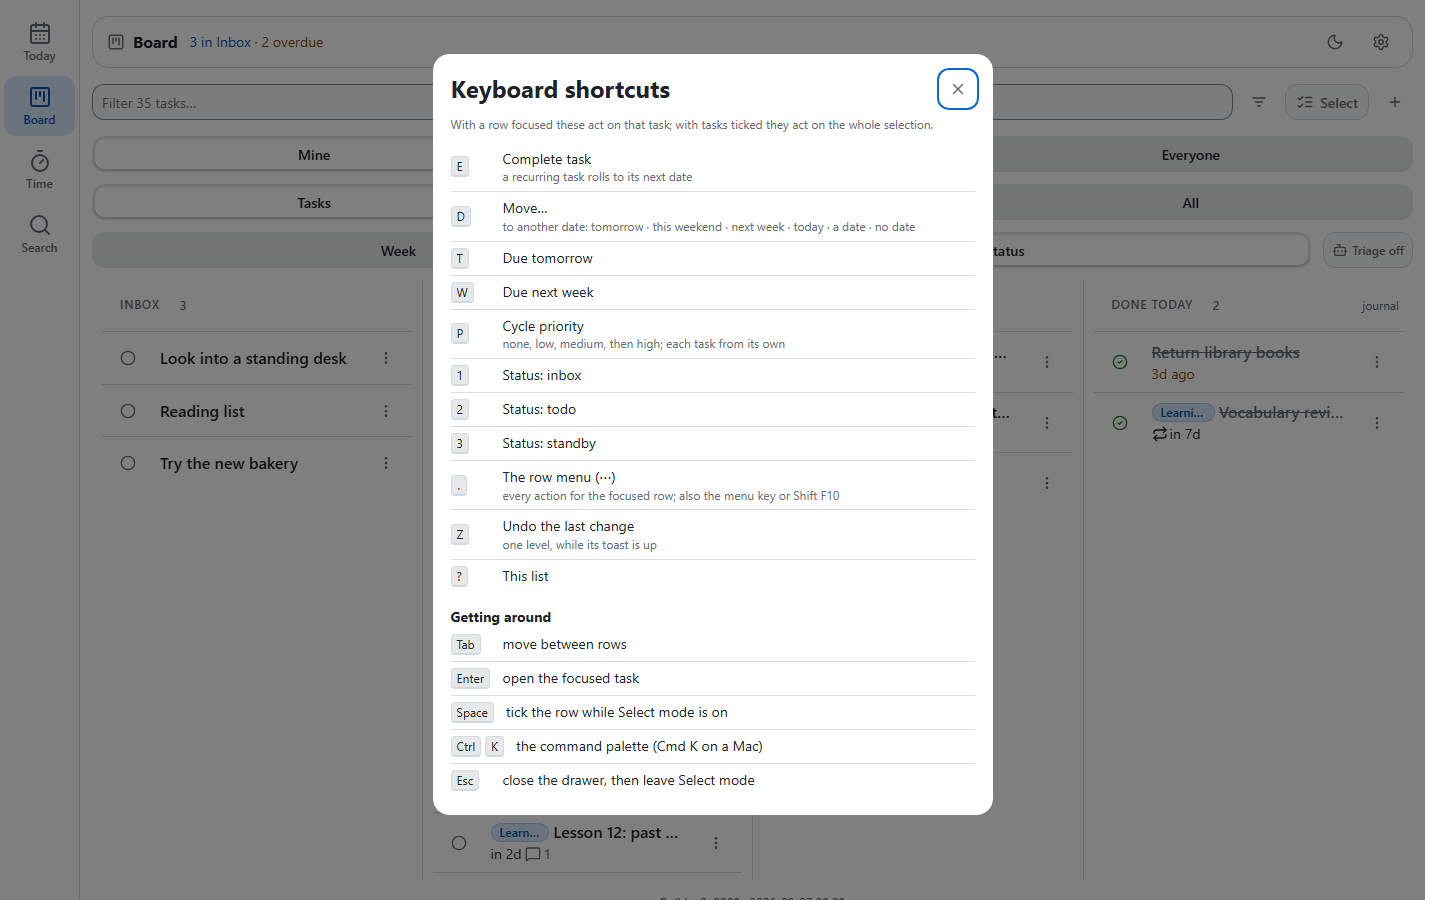 Today
Board
Time
Search
Board 3 in Inbox · 2 overdue
Filter 35 tasks...
Select
Mine
Everyone
Tasks
All
Week
tatus
Triage off
INBOX 3
Look into a standing desk
Reading list
Try the new bakery
Learn... Lesson 12: past ...
in 2d 1
...
t...
DONE TODAY 2 journal
Return library books
3d ago
Learni... Vocabulary revi...
in 7d
Keyboard shortcuts
With a row focused these act on that task; with tasks ticked they act on the whole selection.
E Complete task
a recurring task rolls to its next date
D Move...
to another date: tomorrow · this weekend · next week · today · a date · no date
T Due tomorrow
W Due next week
P Cycle priority
none, low, medium, then high; each task from its own
1 Status: inbox
2 Status: todo
3 Status: standby
. The row menu (···)
every action for the focused row; also the menu key or Shift F10
Z Undo the last change
one level, while its toast is up
? This list
Getting around
Tab move between rows
Enter open the focused task
Space tick the row while Select mode is on
Ctrl K the command palette (Cmd K on a Mac)
Esc close the drawer, then leave Select mode